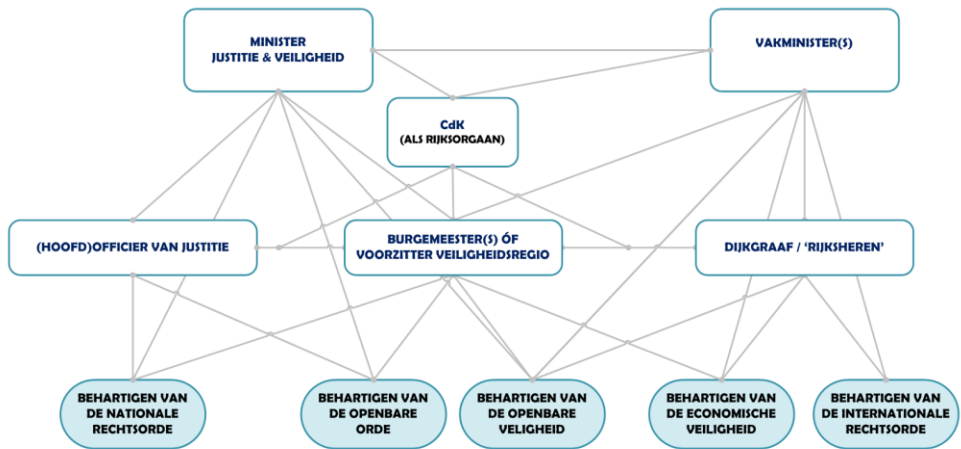 MINISTER
JUSTITIE & VEILIGHEID
VAKMINISTER(S)
CdK
(ALS RIJKSORGAAN)
(HOOFD)OFFICIER VAN JUSTITIE
BURGEMEESTER(S) ÓF
VOORZITTER VEILIGHEIDSREGIO
DIJKGRAAF / ‘RIJKSHEREN’
BEHARTIGEN VAN
DE NATIONALE
RECHTSORDE
BEHARTIGEN VAN
DE OPENBARE
ORDE
BEHARTIGEN VAN
DE OPENBARE
VELIGHEID
BEHARTIGEN VAN
DE ECONOMISCHE
VEILIGHEID
BEHARTIGEN VAN
DE INTERNATIONALE
RECHTSORDE